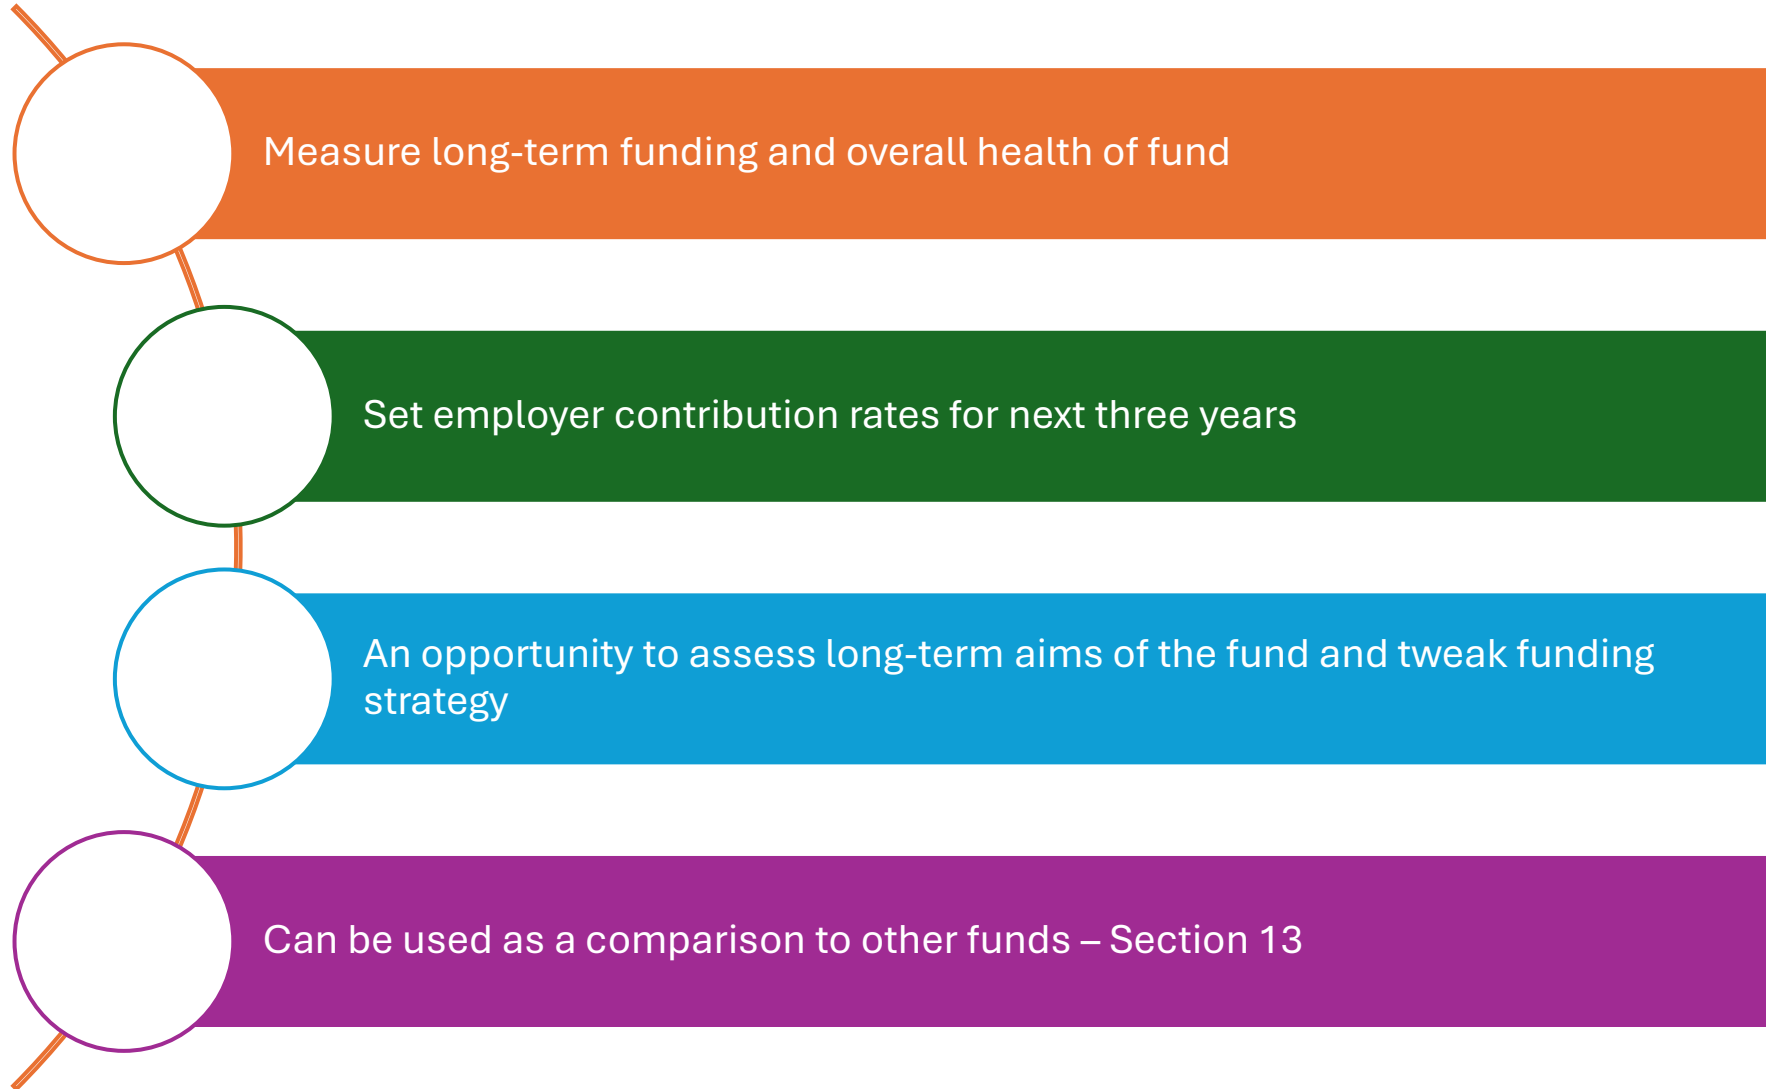 Measure long-term funding and overall health of fund
Set employer contribution rates for next three years
An opportunity to assess long-term aims of the fund and tweak funding
strategy
Can be used as a comparison to other funds – Section 13